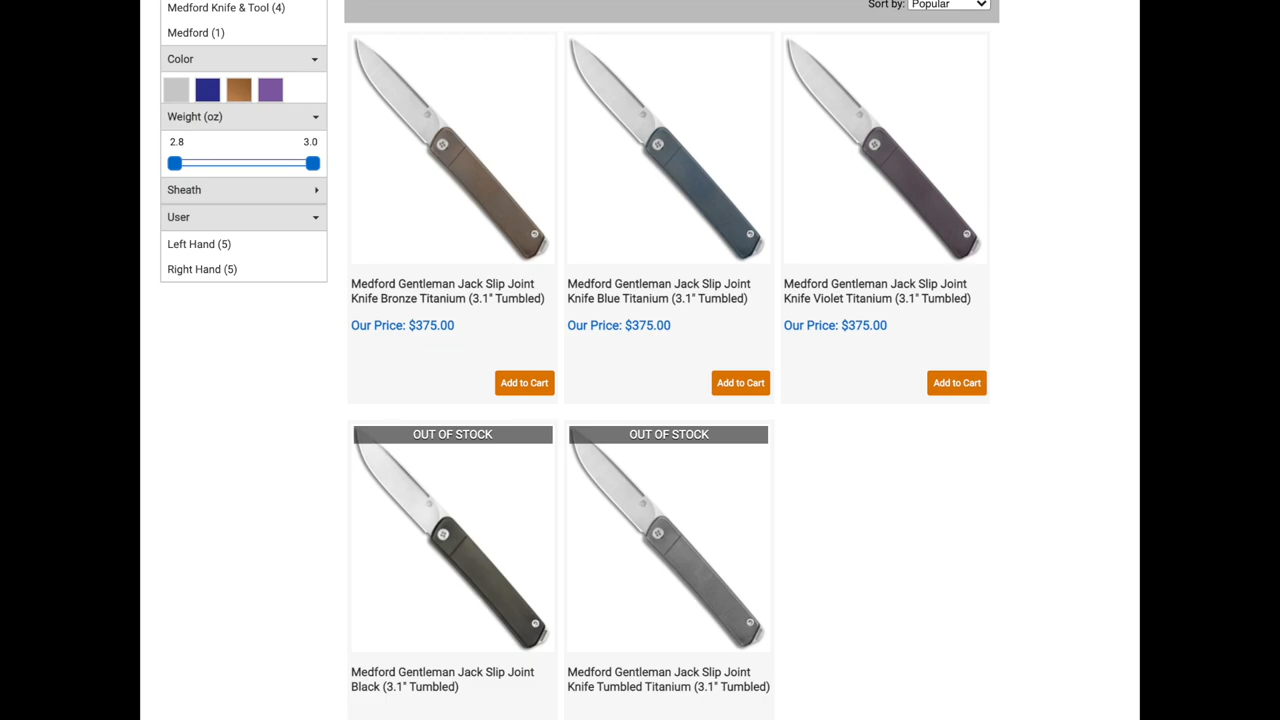 Medford Knife & Tool (4)
Medford (1)
Color
Weight (oz)
2.8 3.0
Sheath
User
Left Hand (5)
Right Hand (5)
Sort by: Popular
Medford Gentleman Jack Slip Joint
Knife Bronze Titanium (3.1" Tumbled)
Our Price: $375.00
Add to Cart
Medford Gentleman Jack Slip Joint
Knife Blue Titanium (3.1" Tumbled)
Our Price: $375.00
Add to Cart
Medford Gentleman Jack Slip Joint
Knife Violet Titanium (3.1" Tumbled)
Our Price: $375.00
Add to Cart
OUT OF STOCK
Medford Gentleman Jack Slip Joint
Black (3.1" Tumbled)
OUT OF STOCK
Medford Gentleman Jack Slip Joint
Knife Tumbled Titanium (3.1" Tumbled)